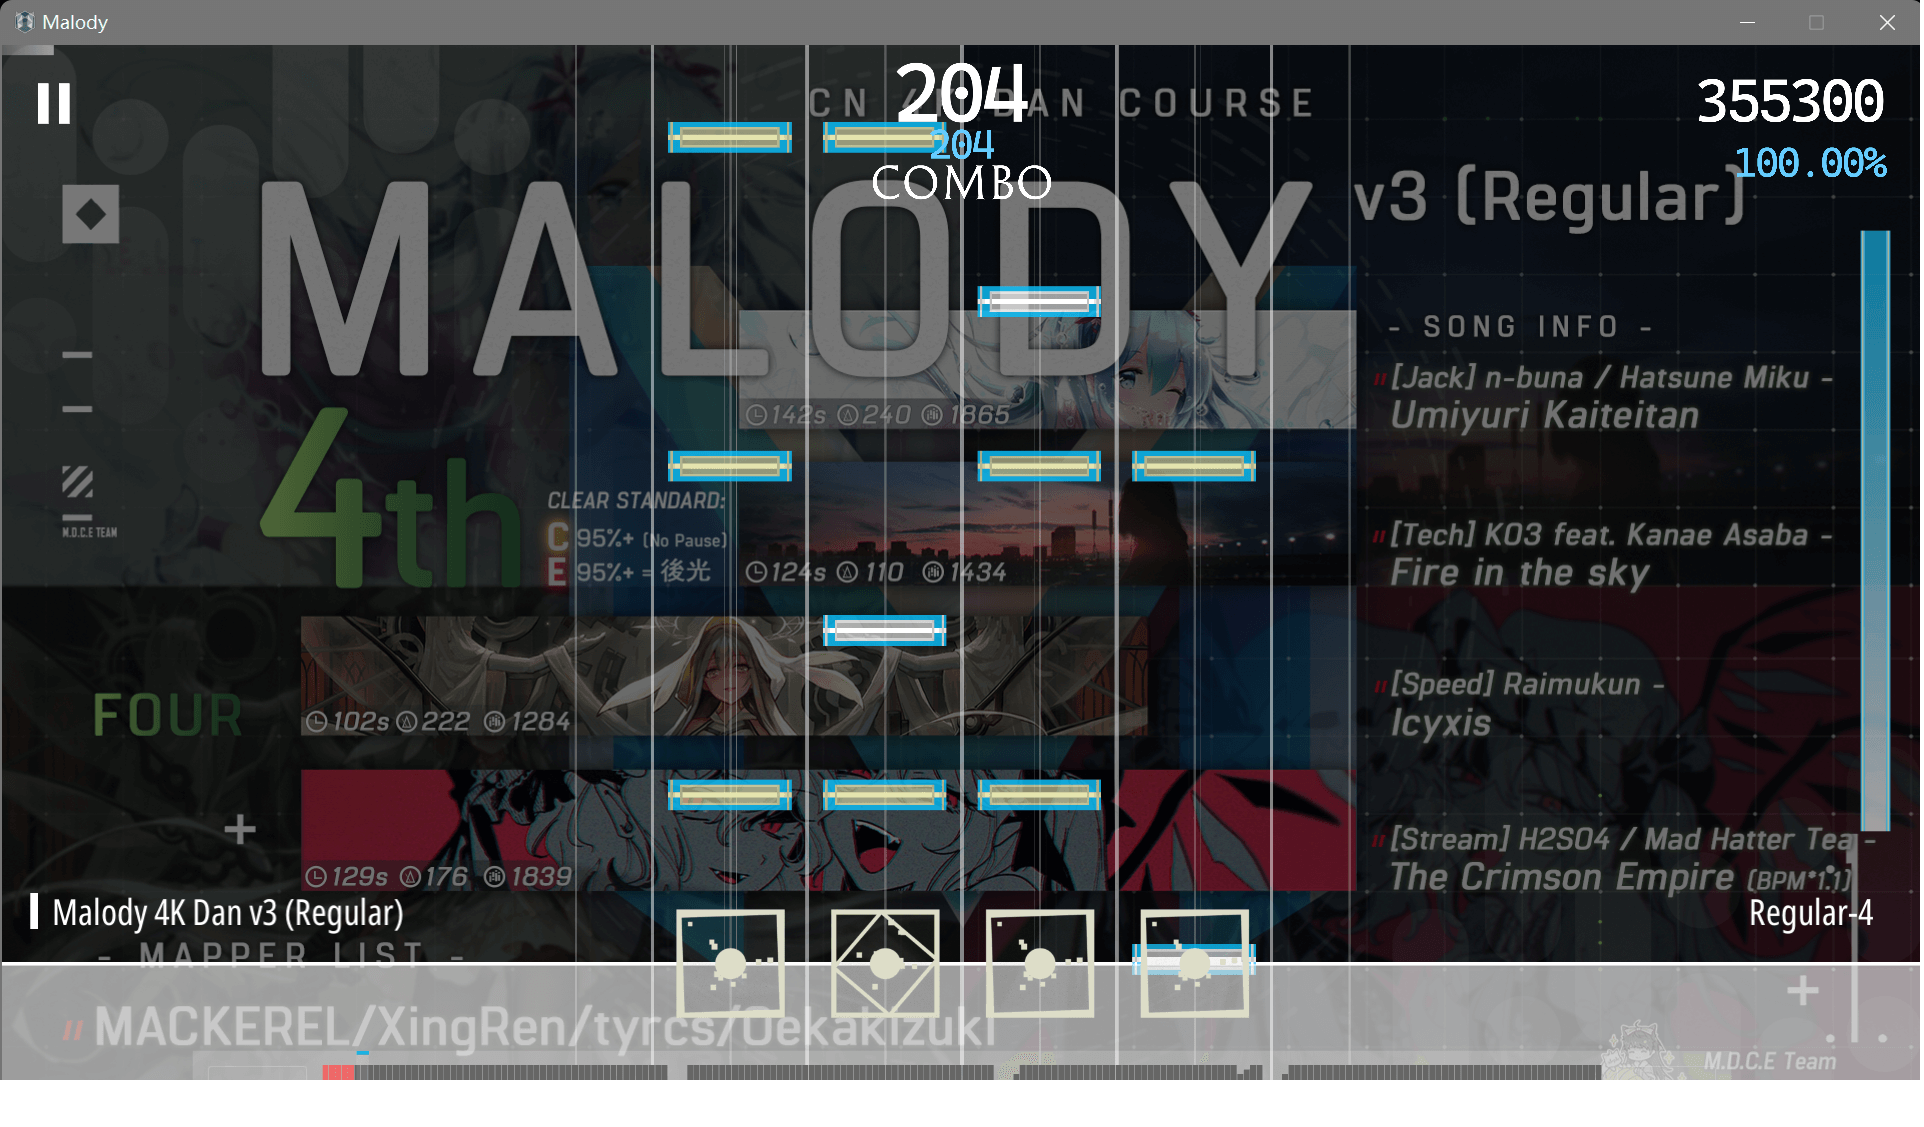 Malody
204
204
COMBO
355300
100.00%
CN 4K DAN COURSE
MALODY
v3 (Regular)
4th
CLEAR STANDARD:
C 95%+ (No Pause)
E 95%+ = 後光
- SONG INFO -
142s 240 1865
// [Jack] n-buna / Hatsune Miku -
Umiyuri Kaiteitan
124s 110 1434
// [Tech] KO3 feat. Kanae Asaba -
Fire in the sky
102s 222 1284
// [Speed] Raimukun -
Icyxis
129s 176 1839
// [Stream] H2SO4 / Mad Hatter Tea -
The Crimson Empire (BPM*1.1)
M.D.C.E TEAM
FOUR
Malody 4K Dan v3 (Regular)
Regular-4
- MAPPER LIST -
// MACKEREL/XingRen/tyrcs/Oekakizuki
M.D.C.E Team